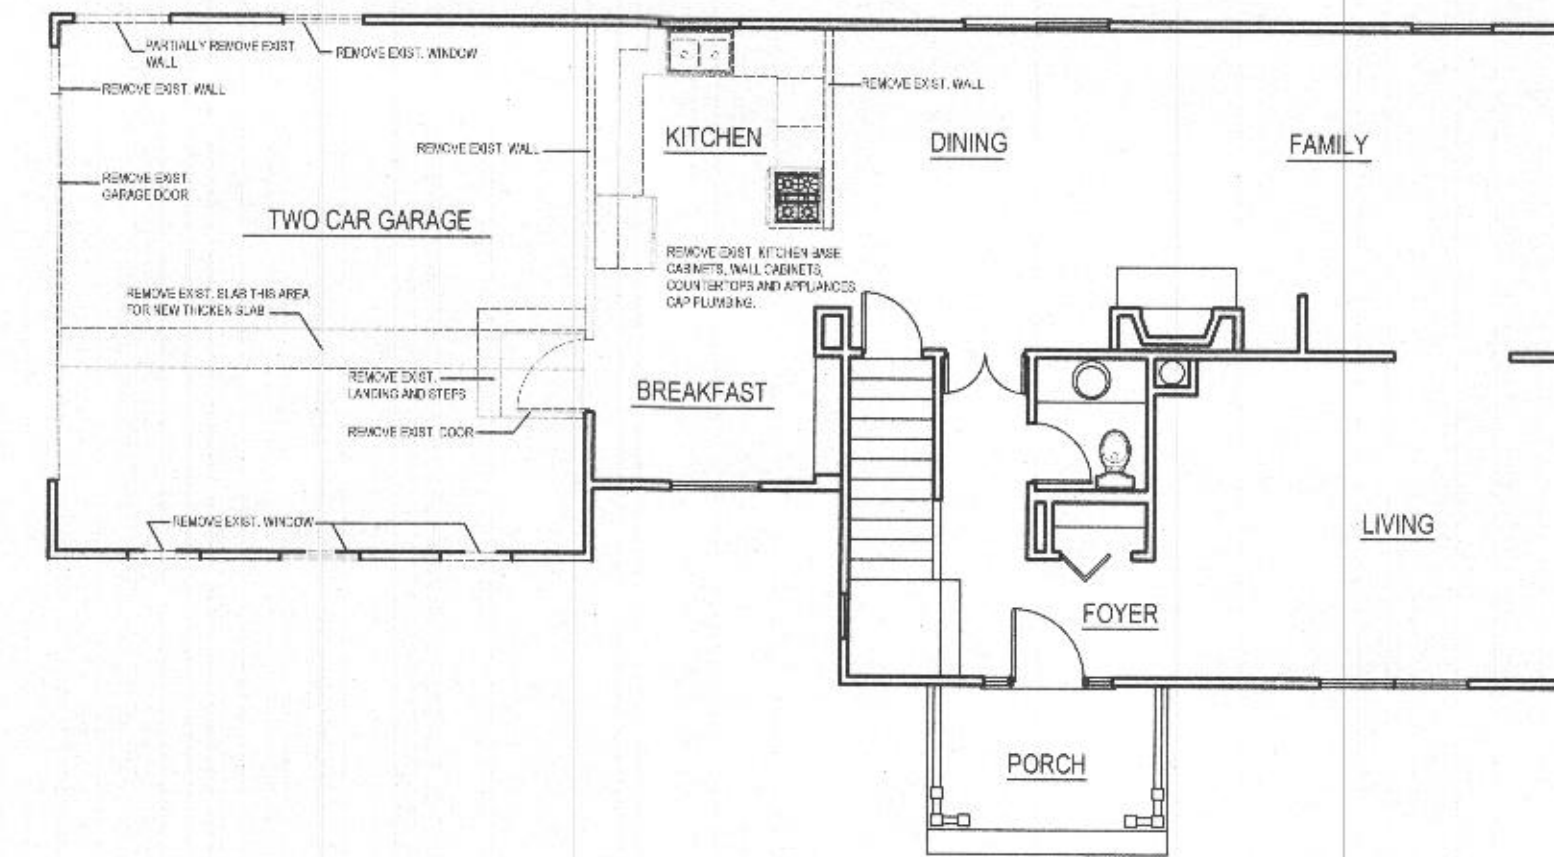 PARTIALLY REMOVE EXIST.
WALL
REMOVE EXIST. WINDOW
REMOVE EXIST. WALL
REMOVE EXIST. WALL
KITCHEN
DINING
FAMILY
REMOVE EXIST. WALL
REMOVE EXIST.
GARAGE DOOR
TWO CAR GARAGE
REMOVE EXIST. KITCHEN BASE
CABINETS, WALL CABINETS,
COUNTERTOPS AND APPLIANCES.
CAP PLUMBING.
REMOVE EXIST. SLAB THIS AREA
FOR NEW THICKEN SLAB
REMOVE EXIST.
LANDING AND STEPS
BREAKFAST
REMOVE EXIST. DOOR
REMOVE EXIST. WINDOW
LIVING
FOYER
PORCH